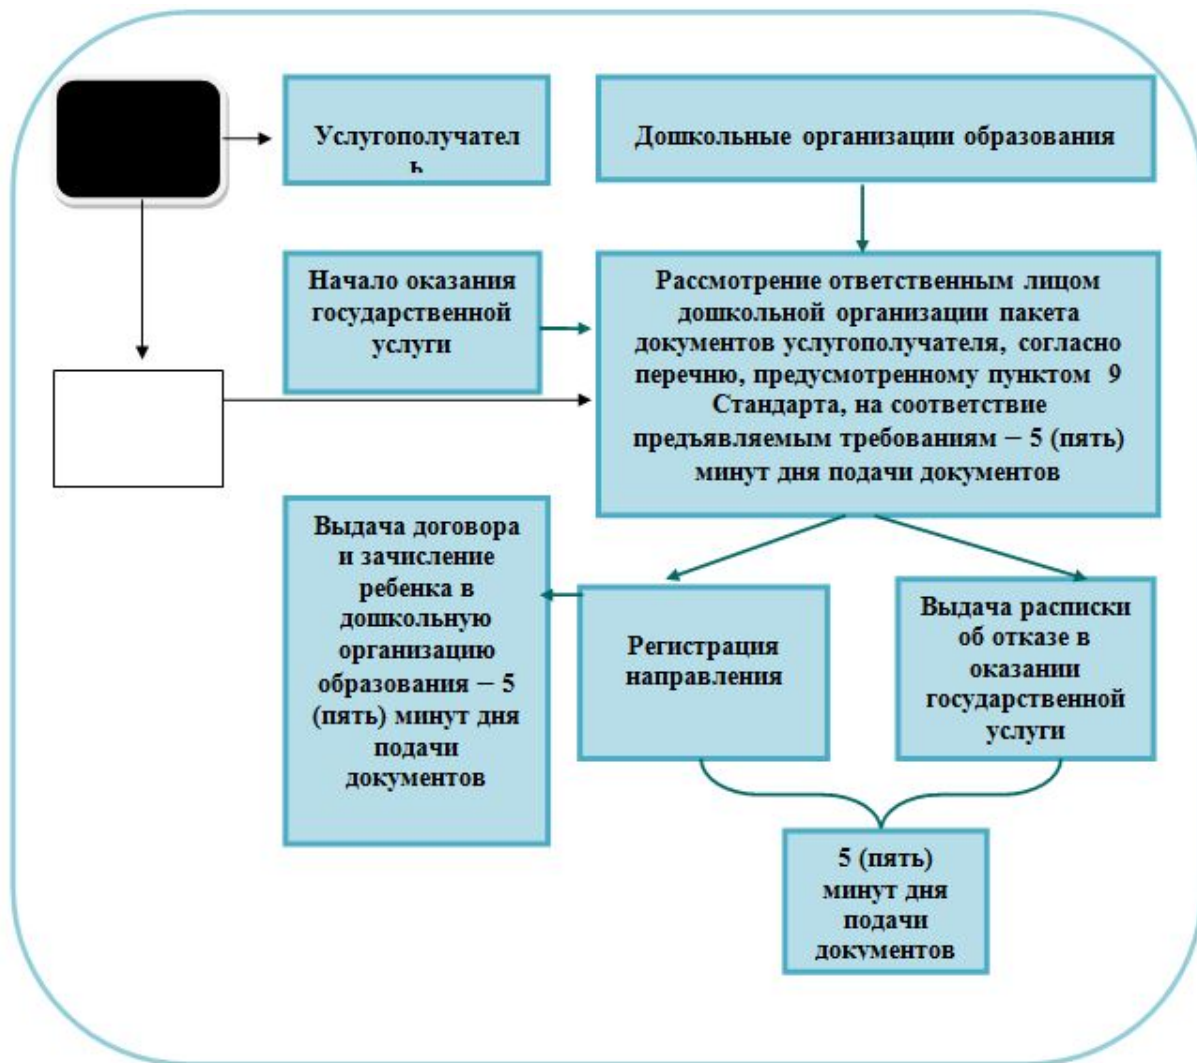 Услугополучател
ь
Дошкольные организации образования
Начало оказания
государственной
услуги
Рассмотрение ответственным лицом
дошкольной организации пакета
документов услугополучателя, согласно
перечню, предусмотренному пунктом 9
Стандарта, на соответствие
предъявляемым требованиям – 5 (пять)
минут дня подачи документов
Выдача договора
и зачисление
ребенка в
дошкольную
организацию
образования – 5
(пять) минут дня
подачи
документов
Регистрация
направления
Выдача расписки
об отказе в
оказании
государственной
услуги
5 (пять)
минут дня
подачи
документов